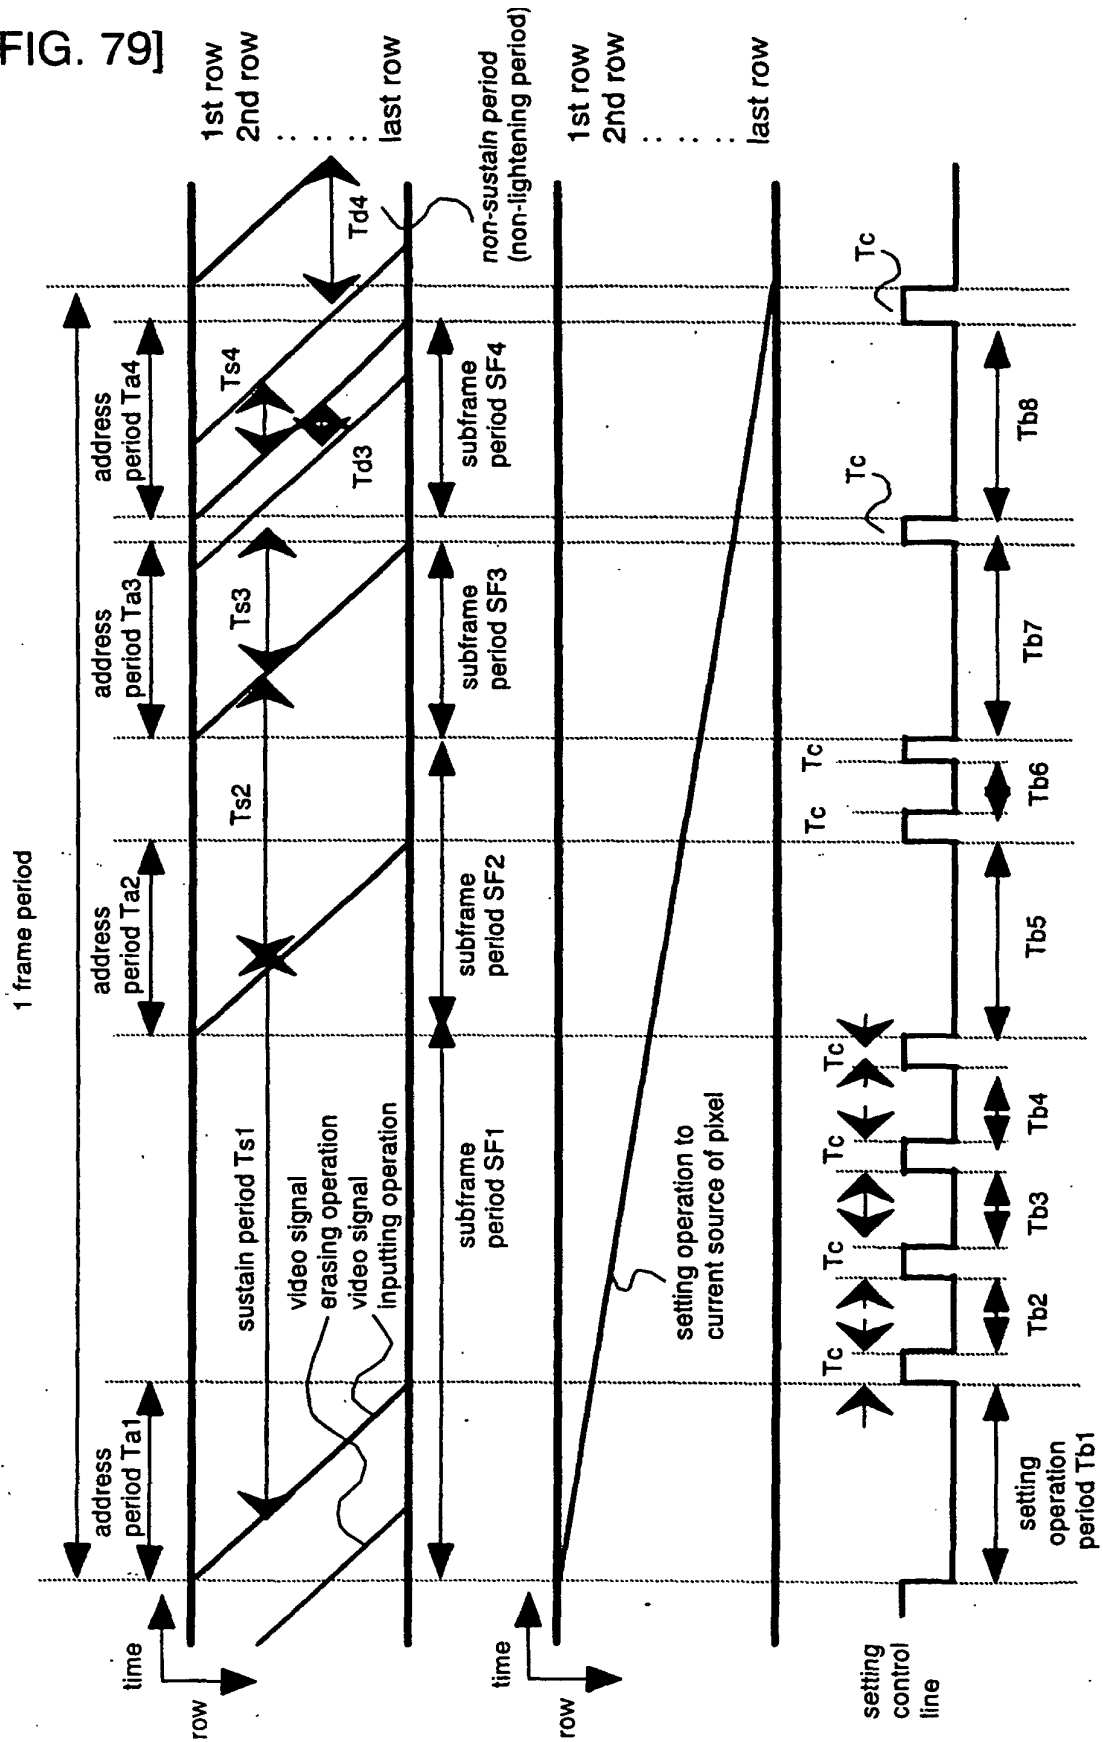 FIG. 79]
1 frame period
address
period Ta1
address
period Ta2
address
period Ta3
address
period Ta4
time
row
sustain period Ts1
Ts2
Ts3
Ts4
video signal
erasing operation
video signal
inputting operation
Td3
Td4
1st row
2nd row
last row
non-sustain period
(non-lightening period)
subframe
period SF1
subframe
period SF2
subframe
period SF3
subframe
period SF4
time
row
setting operation to
current source of pixel
1st row
2nd row
last row
setting
control
line
Tc
Tc
Tc
Tc
Tc
Tc
Tc
Tc
setting
operation
period Tb1
Tb2
Tb3
Tb4
Tb5
Tb6
Tb7
Tb8